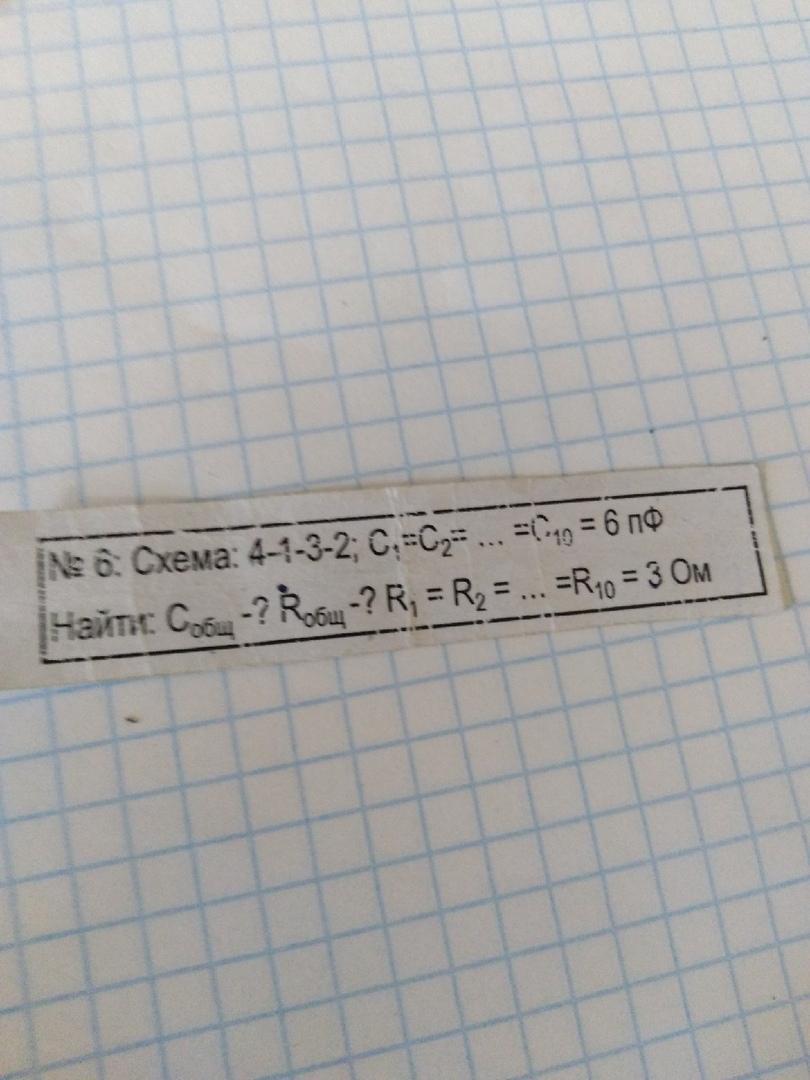 № 6: Схема: 4-1-3-2; C₁=C₂= ... =C₁₀ = 6 пФ
Найти: Cобщ -? Rобщ -? R₁ = R₂ = ... =R₁₀ = 3 Ом